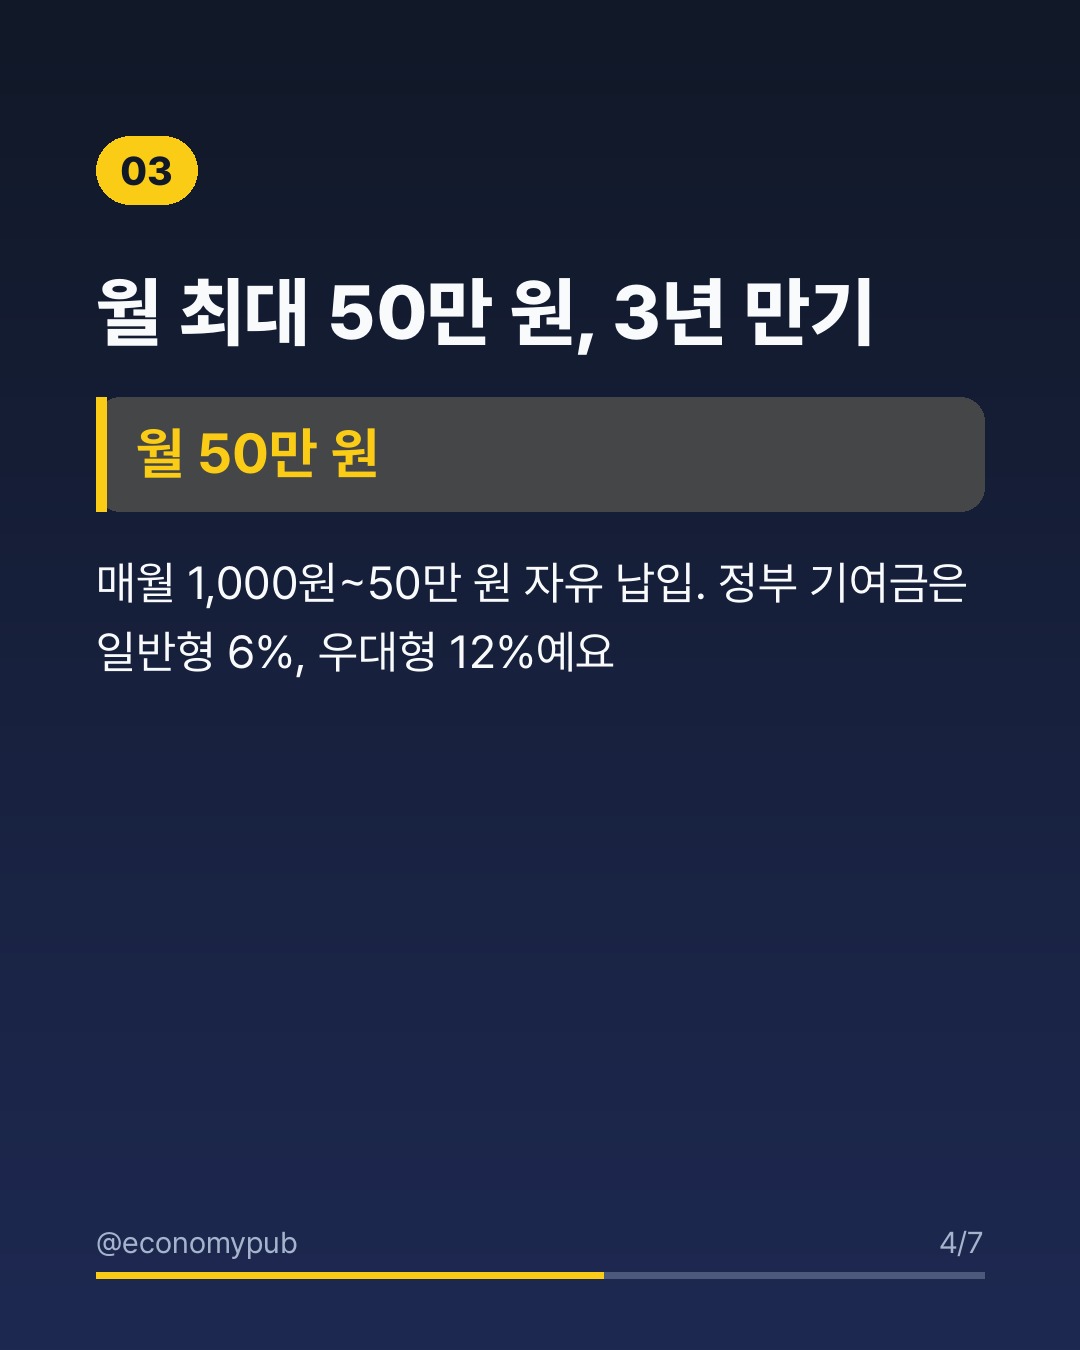 03
월 최대 50만 원, 3년 만기
월 50만 원
매월 1,000원~50만 원 자유 납입. 정부 기여금은
일반형 6%, 우대형 12%예요
@economypub
4/7